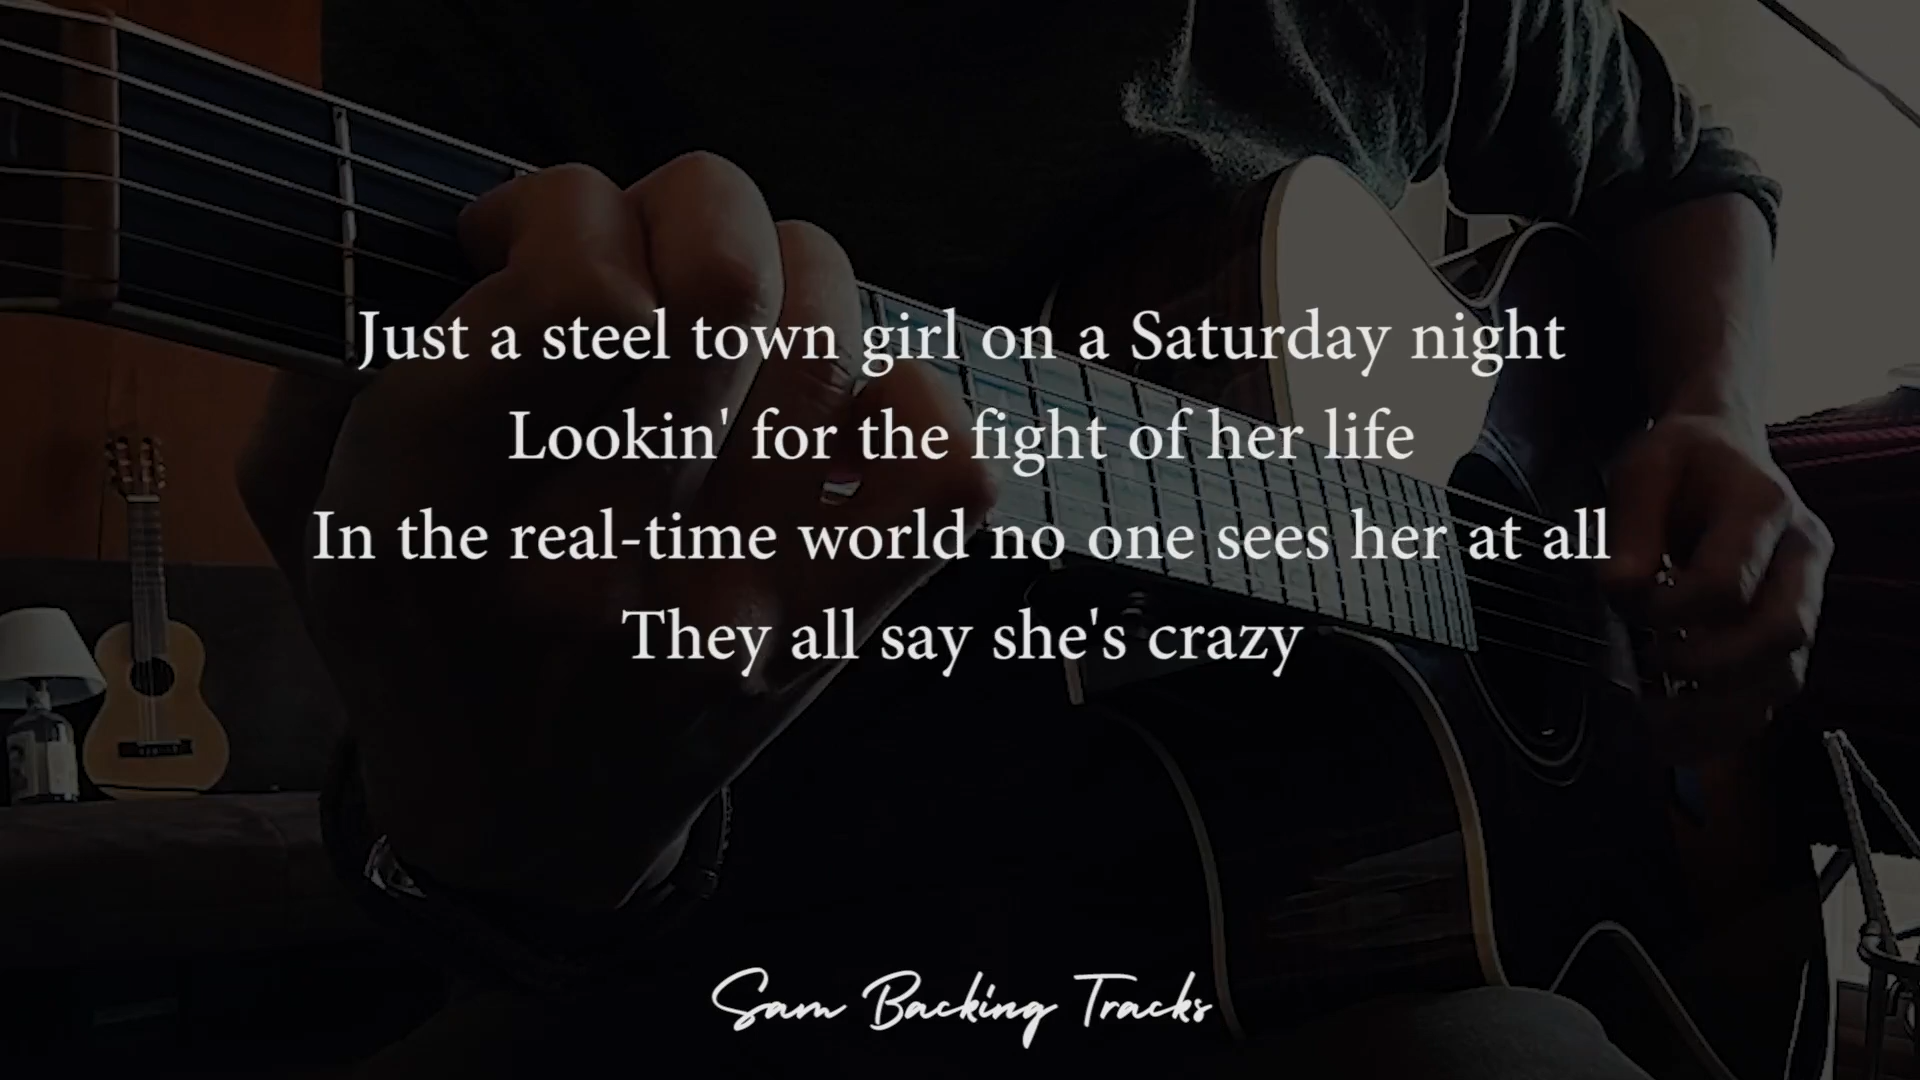 Just a steel town girl on a Saturday night
Lookin' for the fight of her life
In the real-time world no one sees her at all
They all say she's crazy
Sam Backing Tracks